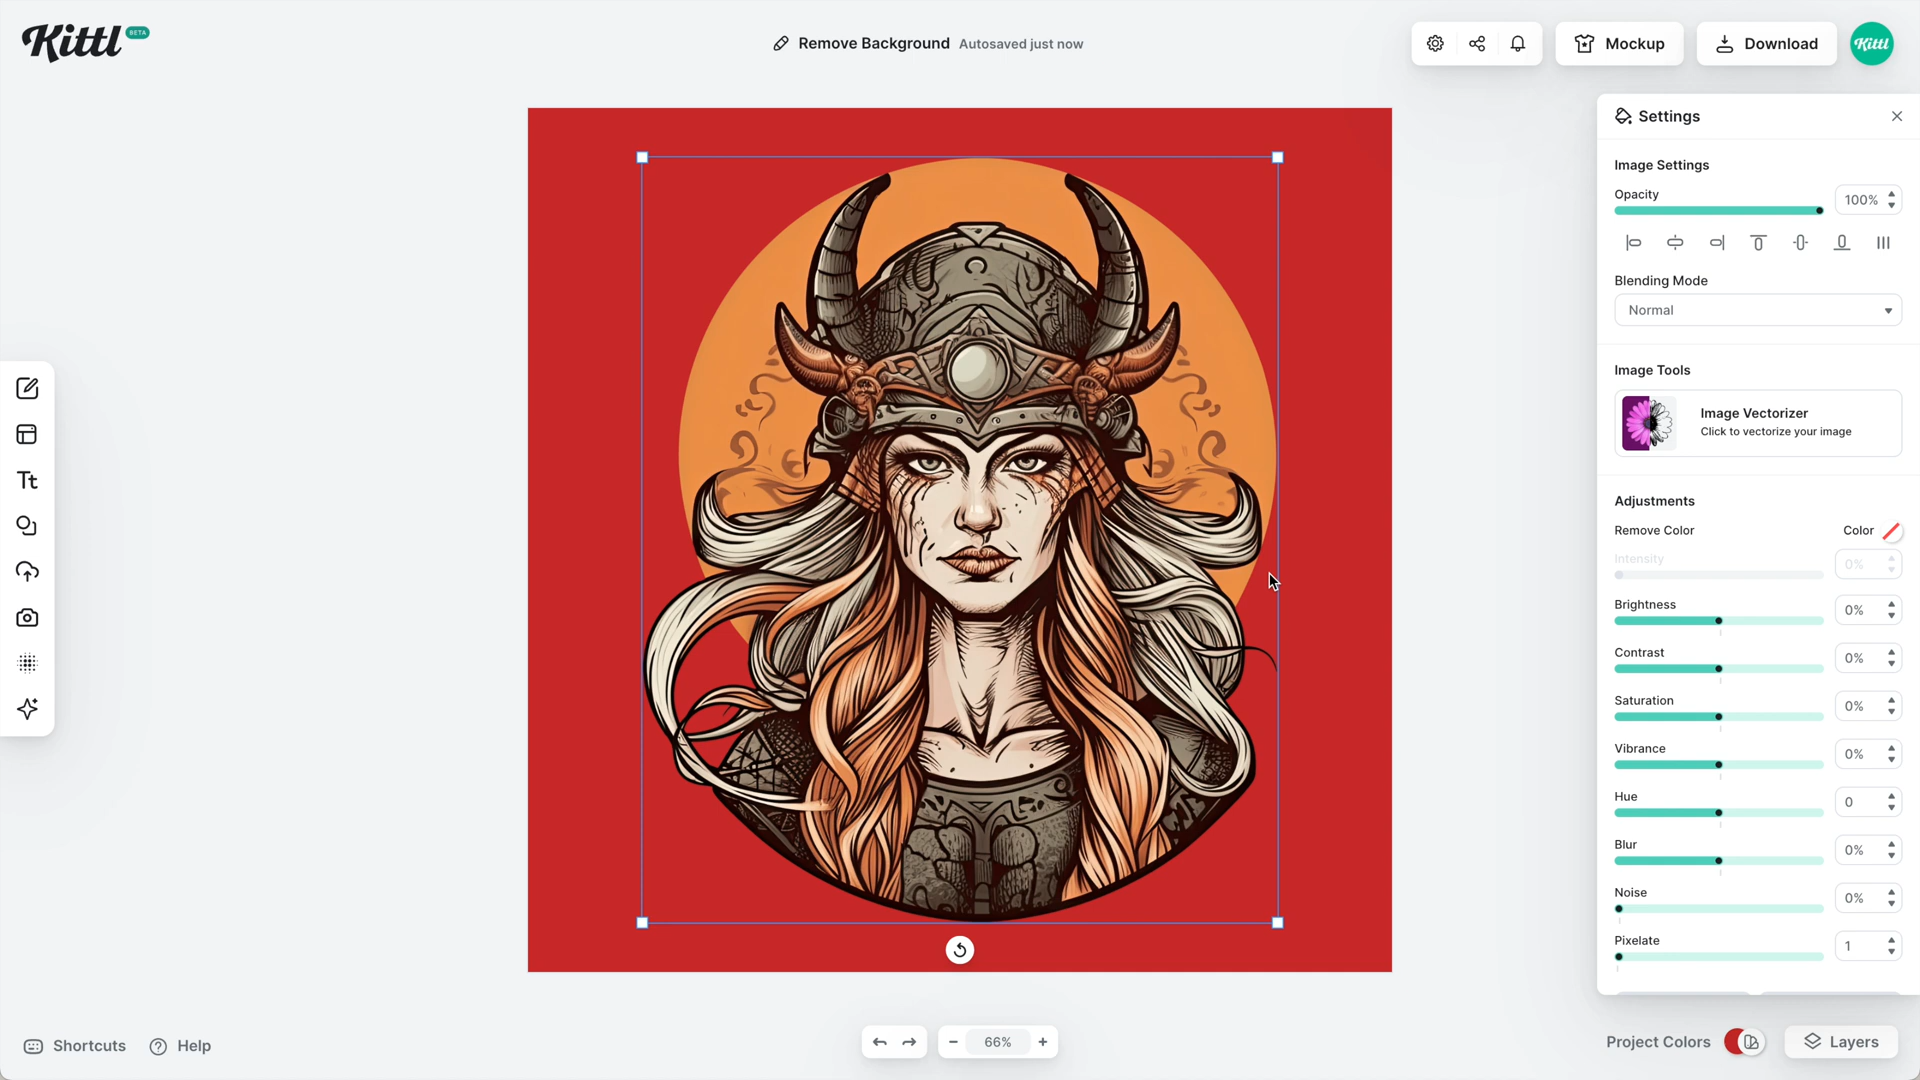 Kittl BETA
Remove Background Autosaved just now
Mockup
Download
Kittl
Settings
Image Settings
Opacity
100%
Blending Mode
Normal
Image Tools
Image Vectorizer
Click to vectorize your image
Adjustments
Remove Color Color
Intensity
0%
Brightness
0%
Contrast
0%
Saturation
0%
Vibrance
0%
Hue
0
Blur
0%
Noise
0%
Pixelate
1
Tt
Shortcuts
Help
66%
Project Colors
Layers